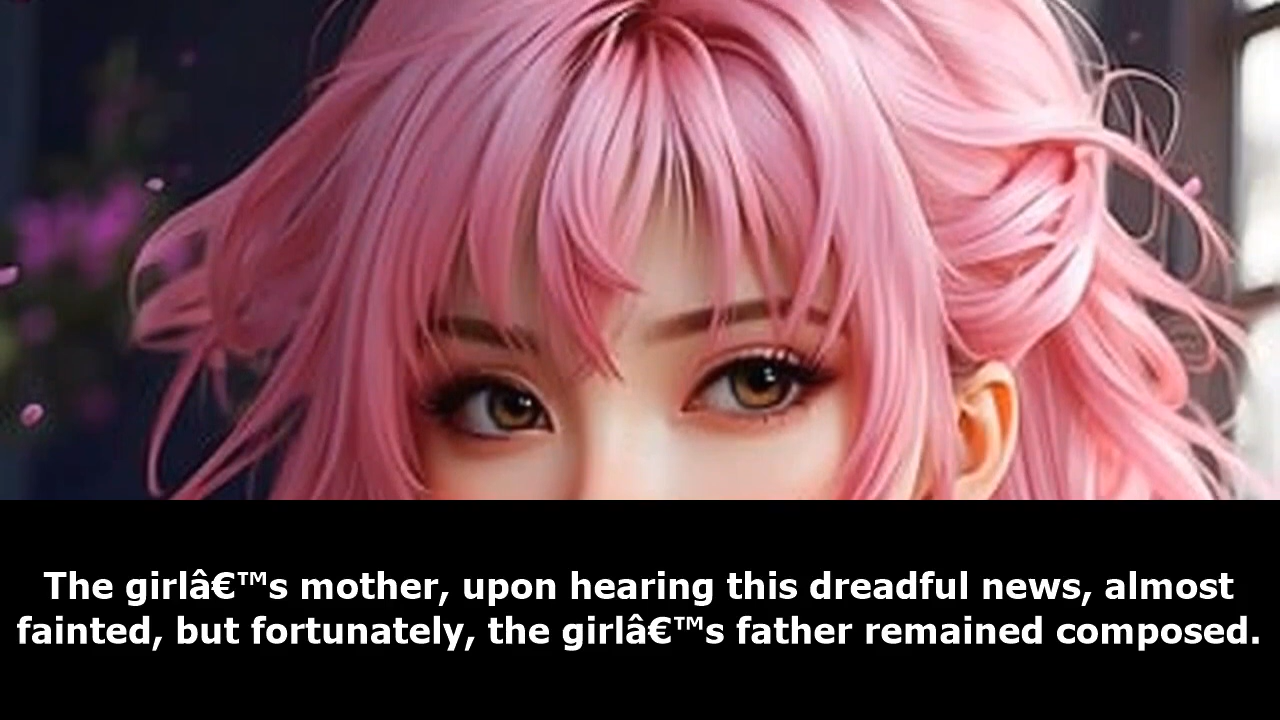 The girlâ€™s mother, upon hearing this dreadful news, almost
fainted, but fortunately, the girlâ€™s father remained composed.